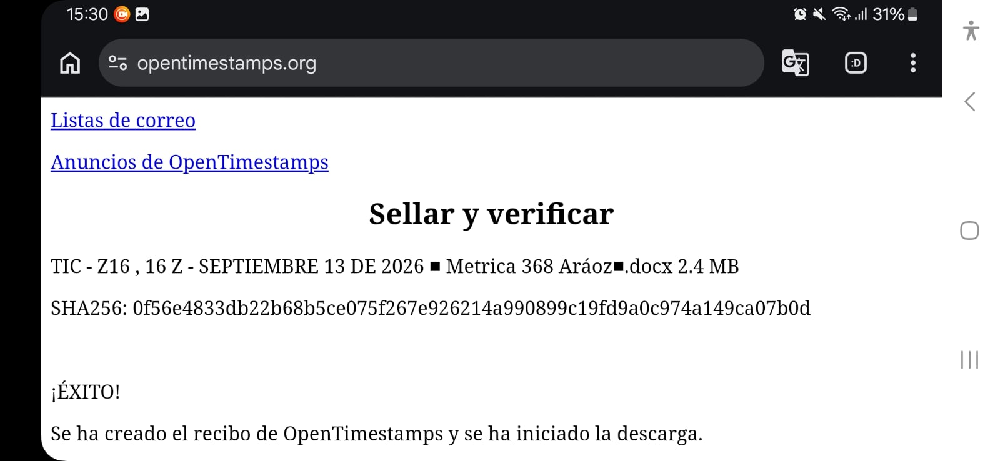 15:30 31%
opentimestamps.org :D
Listas de correo
Anuncios de OpenTimestamps
Sellar y verificar
TIC - Z16 , 16 Z - SEPTIEMBRE 13 DE 2026 ■ Metrica 368 Aráoz■.docx 2.4 MB
SHA256: 0f56e4833db22b68b5ce075f267e926214a990899c19fd9a0c974a149ca07b0d
¡ÉXITO!
Se ha creado el recibo de OpenTimestamps y se ha iniciado la descarga.